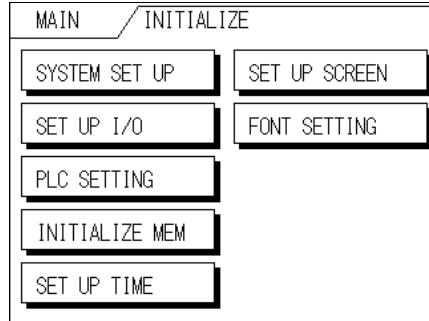 MAIN
INITIALIZE
SYSTEM SET UP
SET UP SCREEN
SET UP I/O
FONT SETTING
PLC SETTING
INITIALIZE MEM
SET UP TIME